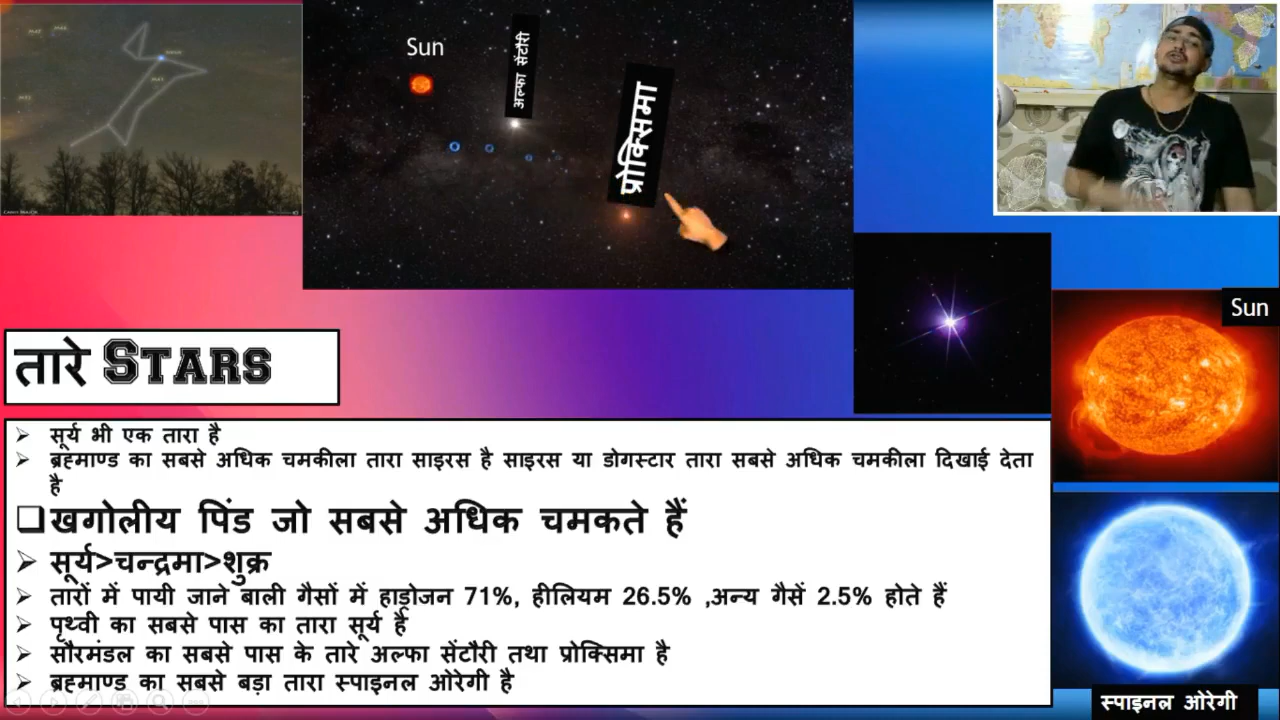 Sun
अल्फा सेंटौरी
प्रोक्सिमा
Sun
तारे STARS
➢ सूर्य भी एक तारा है
➢ ब्रह्माण्ड का सबसे अधिक चमकीला तारा साइरस है साइरस या डोगस्टार तारा सबसे अधिक चमकीला दिखाई देता
है
❑खगोलीय पिंड जो सबसे अधिक चमकते हैं
➢ सूर्य>चन्द्रमा>शुक्र
➢ तारों में पायी जाने बाली गैसों में हाड्रोजन 71%, हीलियम 26.5% ,अन्य गैसें 2.5% होते हैं
➢ पृथ्वी का सबसे पास का तारा सूर्य है
➢ सौरमंडल का सबसे पास के तारे अल्फा सेंटौरी तथा प्रोक्सिमा है
➢ ब्रह्माण्ड का सबसे बड़ा तारा स्पाइनल ओरेगी है
स्पाइनल ओरेगी